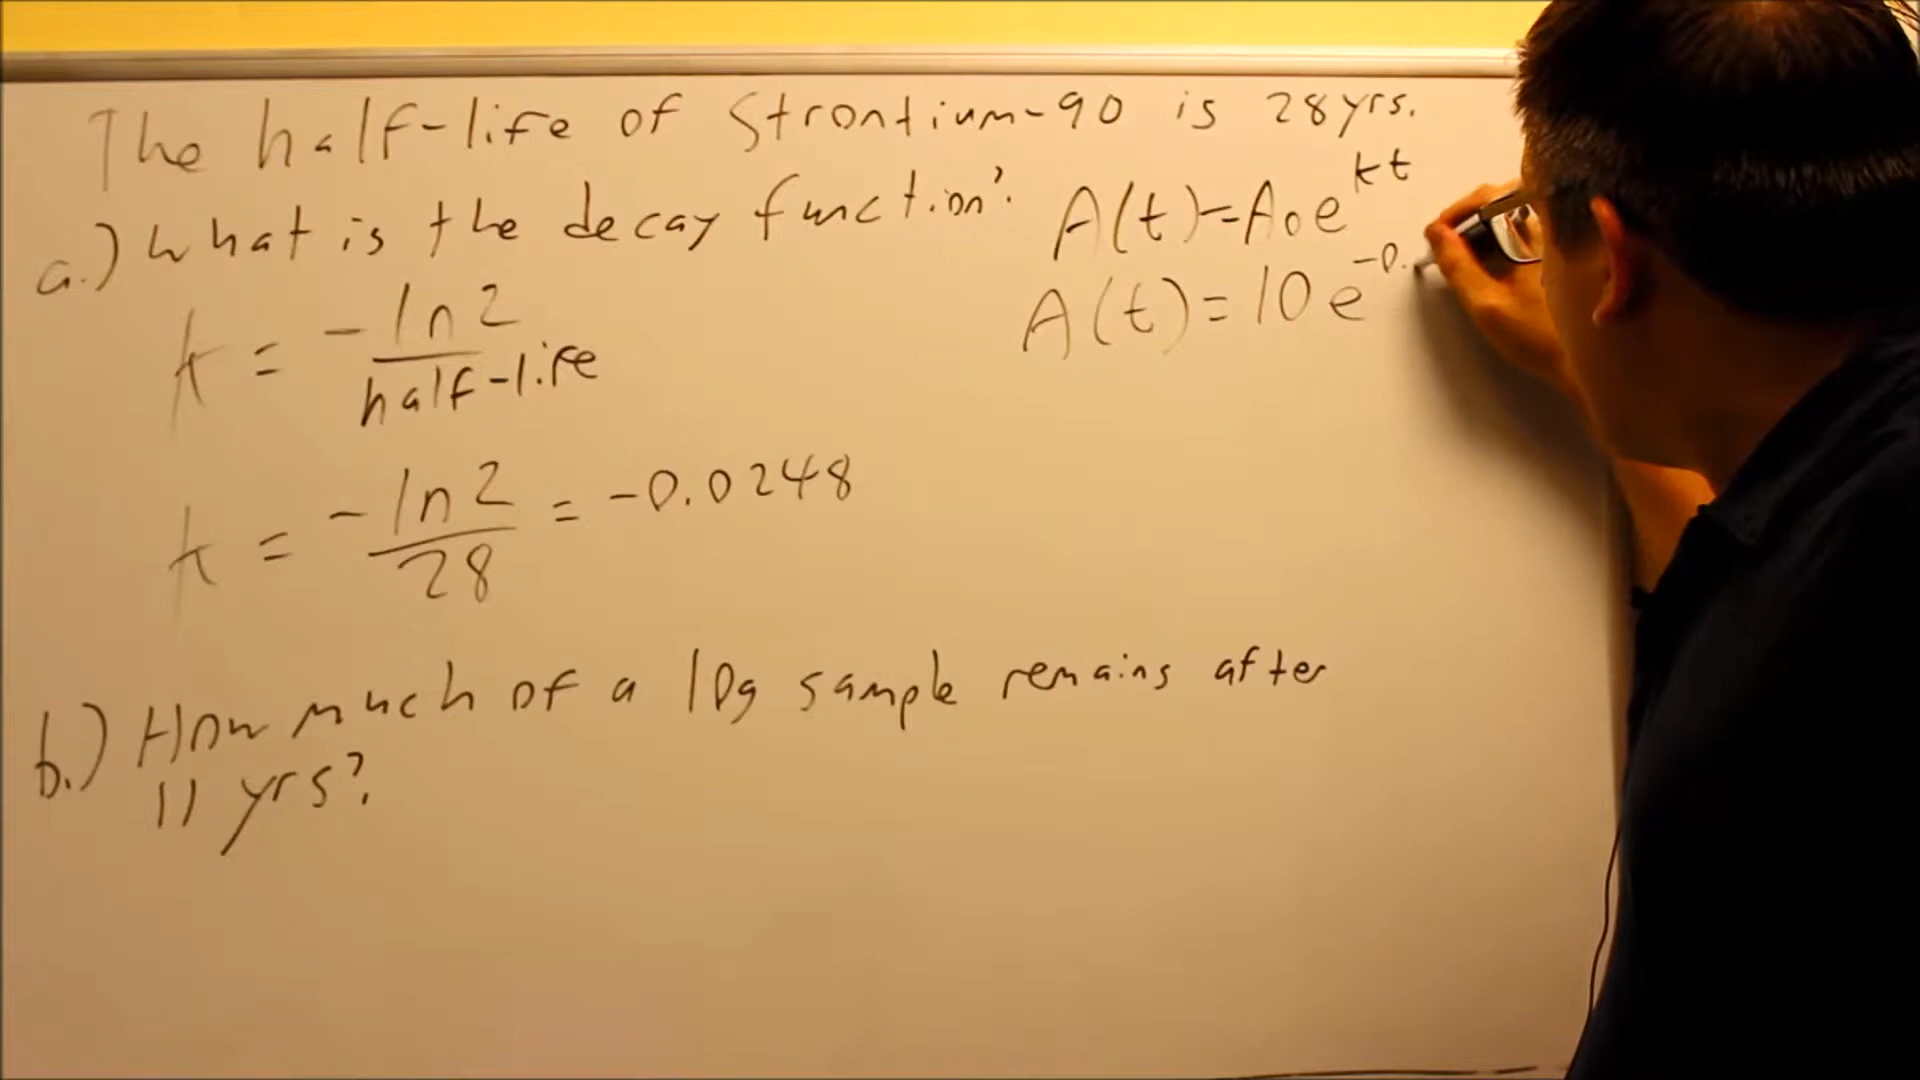 The half-life of Strontium-90 is 28yrs.
a.) What is the decay function?
A(t)=A₀e^kt
A(t)=10e^-0.
k = -ln2/half-life
k = -ln2/28 = -0.0248
b.) How much of a 10g sample remains after
11 yrs?